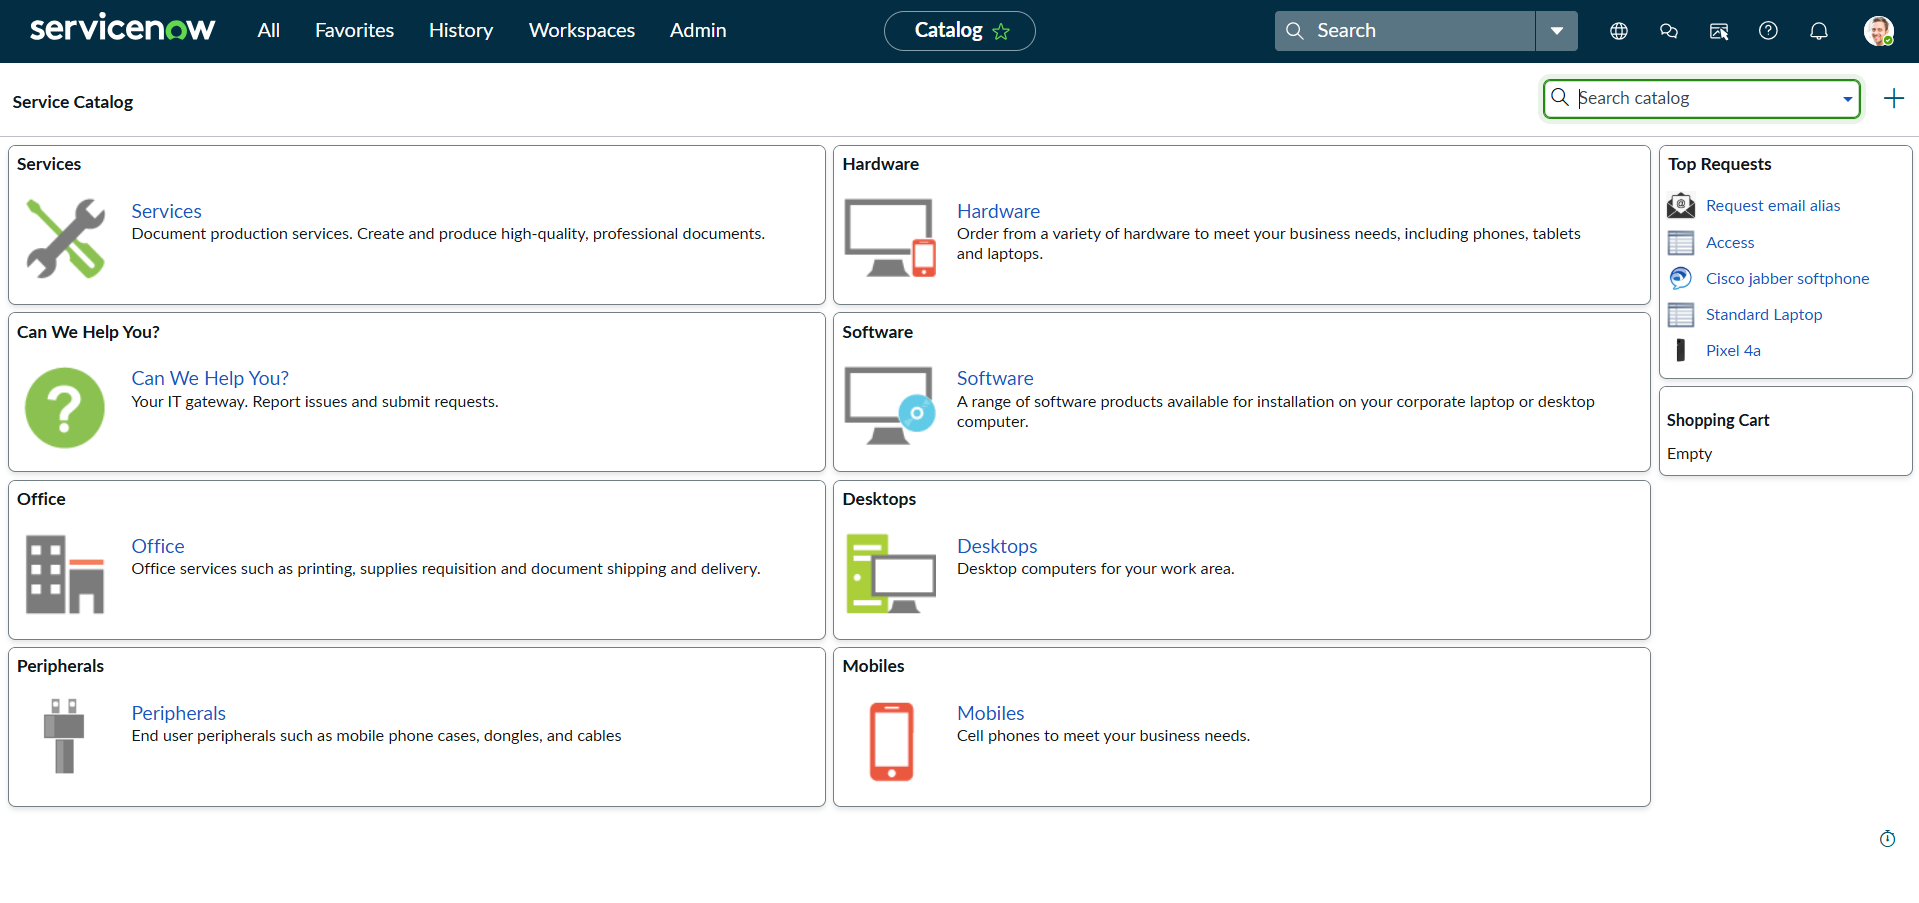 servicenow
All
Favorites
History
Workspaces
Admin
Catalog
Search
Service Catalog
Search catalog
Services
Services
Document production services. Create and produce high-quality, professional documents.
Hardware
Hardware
Order from a variety of hardware to meet your business needs, including phones, tablets
and laptops.
Top Requests
Request email alias
Access
Cisco jabber softphone
Standard Laptop
Pixel 4a
Can We Help You?
Can We Help You?
Your IT gateway. Report issues and submit requests.
Software
Software
A range of software products available for installation on your corporate laptop or desktop
computer.
Shopping Cart
Empty
Office
Office
Office services such as printing, supplies requisition and document shipping and delivery.
Desktops
Desktops
Desktop computers for your work area.
Peripherals
Peripherals
End user peripherals such as mobile phone cases, dongles, and cables
Mobiles
Mobiles
Cell phones to meet your business needs.